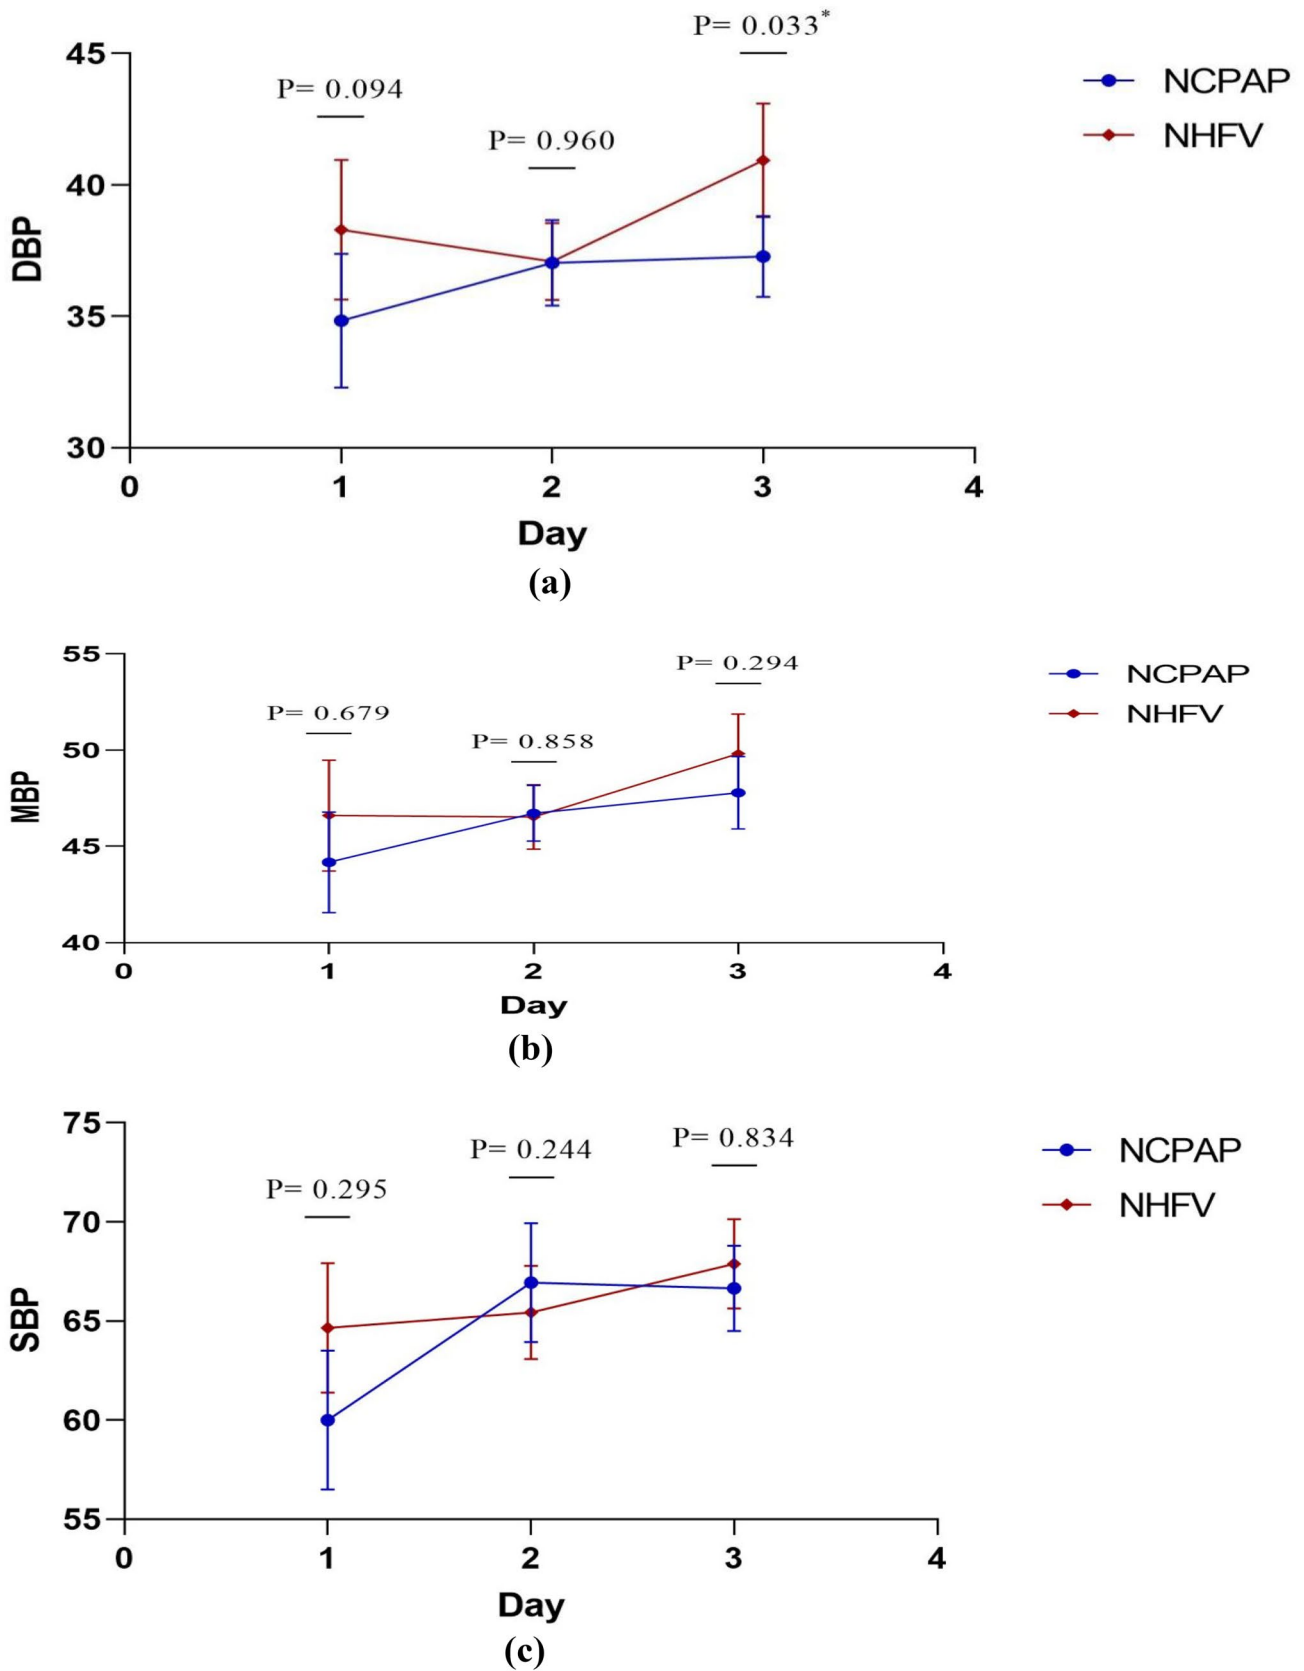 P= 0.033*
45
NCPAP
P= 0.094
NHFV
P= 0.960
40
DBP
35
30
0 1 2 3 4
Day
(a)
55
P= 0.294
NCPAP
P= 0.679
NHFV
P= 0.858
50
MBP
45
40
0 1 2 3 4
Day
(b)
75
P= 0.834
P= 0.244
NCPAP
P= 0.295
NHFV
70
65
SBP
60
55
0 1 2 3 4
Day
(c)